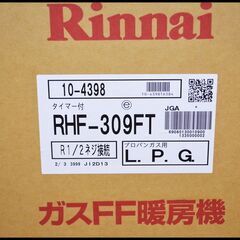 Rinnai
10-4398
タイマー付
ⓔ
JGA
RHF-309FT
R1/2ネジ接続
プロパンガス用
L.P.G.
ガスFF暖房機